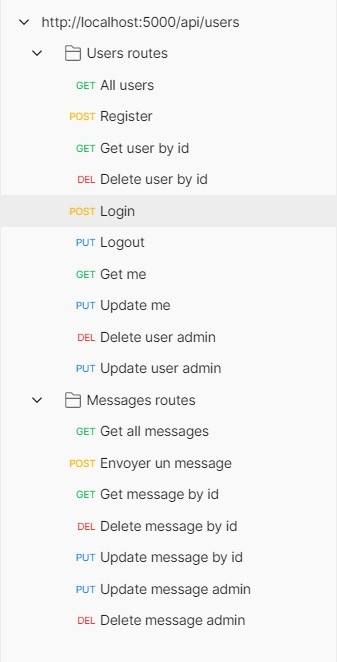 http://localhost:5000/api/users
Users routes
GET All users
POST Register
GET Get user by id
DEL Delete user by id
POST Login
PUT Logout
GET Get me
PUT Update me
DEL Delete user admin
PUT Update user admin
Messages routes
GET Get all messages
POST Envoyer un message
GET Get message by id
DEL Delete message by id
PUT Update message by id
PUT Update message admin
DEL Delete message admin